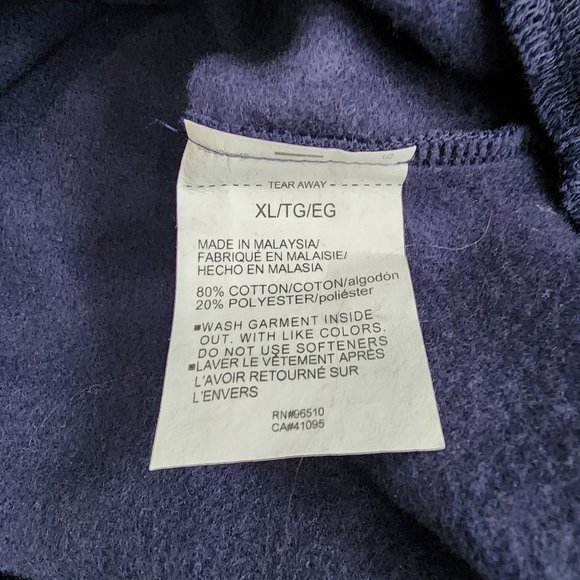 1/2
- - - TEAR AWAY - - -
XL/TG/EG
MADE IN MALAYSIA/
FABRIQUÉ EN MALAISIE/
HECHO EN MALASIA
80% COTTON/COTON/algodón
20% POLYESTER/poliéster
■WASH GARMENT INSIDE
OUT. WITH LIKE COLORS.
DO NOT USE SOFTENERS
■LAVER LE VÊTEMENT APRÈS
L'AVOIR RETOURNÉ SUR
L'ENVERS
RN#96510
CA#41095